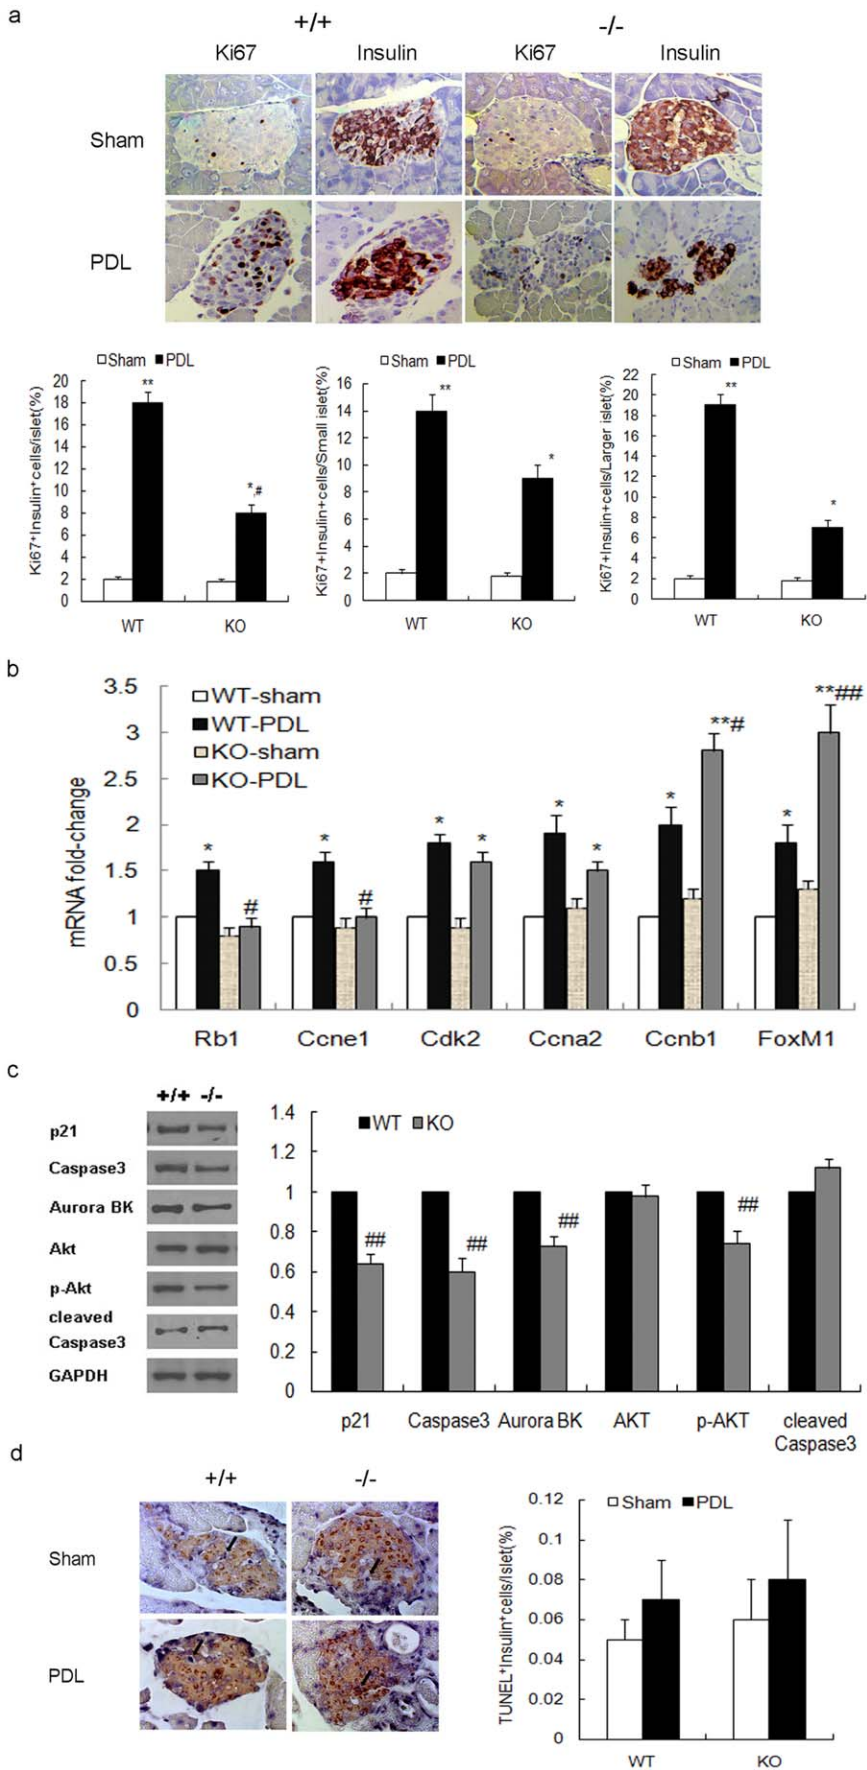 a
+/+ -/-
Ki67 Insulin Ki67 Insulin
Sham
PDL
Sham PDL
Ki67+Insulin+cells/islet(%)
20
18
16
14
12
10
8
6
4
2
0
**
*,#
WT KO
Sham PDL
Ki67+Insulin+cells/Small islet(%)
16
14
12
10
8
6
4
2
0
**
*
WT KO
Sham PDL
Ki67+Insulin+cells/Larger islet(%)
22
20
18
16
14
12
10
8
6
4
2
0
**
*
WT KO
b
mRNA fold-change
3.5
3
2.5
2
1.5
1
0.5
0
WT-sham
WT-PDL
KO-sham
KO-PDL
* # * # * * * * * **# * **##
Rb1 Ccne1 Cdk2 Ccna2 Ccnb1 FoxM1
c
+/+ -/-
p21
Caspase3
Aurora BK
Akt
p-Akt
cleaved
Caspase3
GAPDH
1.4
1.2
1
0.8
0.6
0.4
0.2
0
WT KO
## ## ## ##
p21 Caspase3 Aurora BK AKT p-AKT cleaved
Caspase3
d
+/+ -/-
Sham
PDL
TUNEL+Insulin+cells/Islet(%)
0.12
0.1
0.08
0.06
0.04
0.02
0
Sham PDL
WT KO